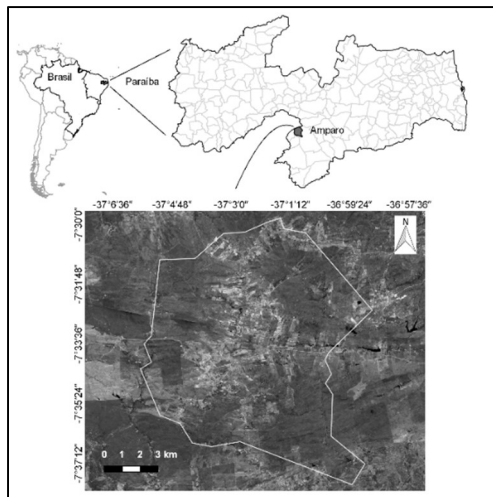 Brasil
Paraíba
Amparo
-37°6'36" -37°4'48" -37°3'0" -37°1'12" -36°59'24" -36°57'36"
N
-7°30'0"
-7°31'48"
-7°33'36"
-7°35'24"
-7°37'12"
0 1 2 3 km